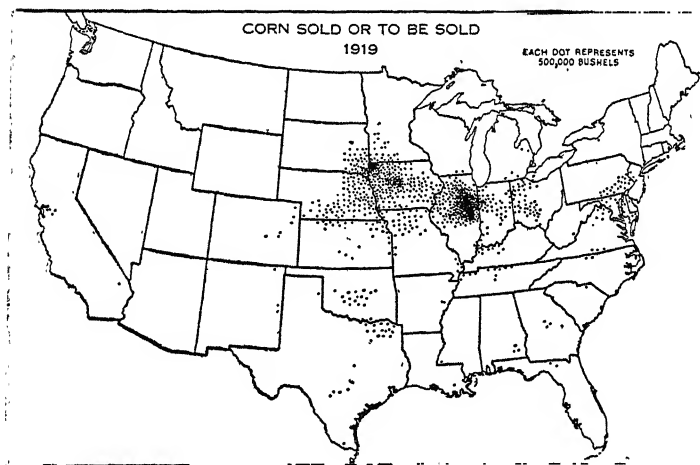 CORN SOLD OR TO BE SOLD
1919
EACH DOT REPRESENTS
500,000 BUSHELS